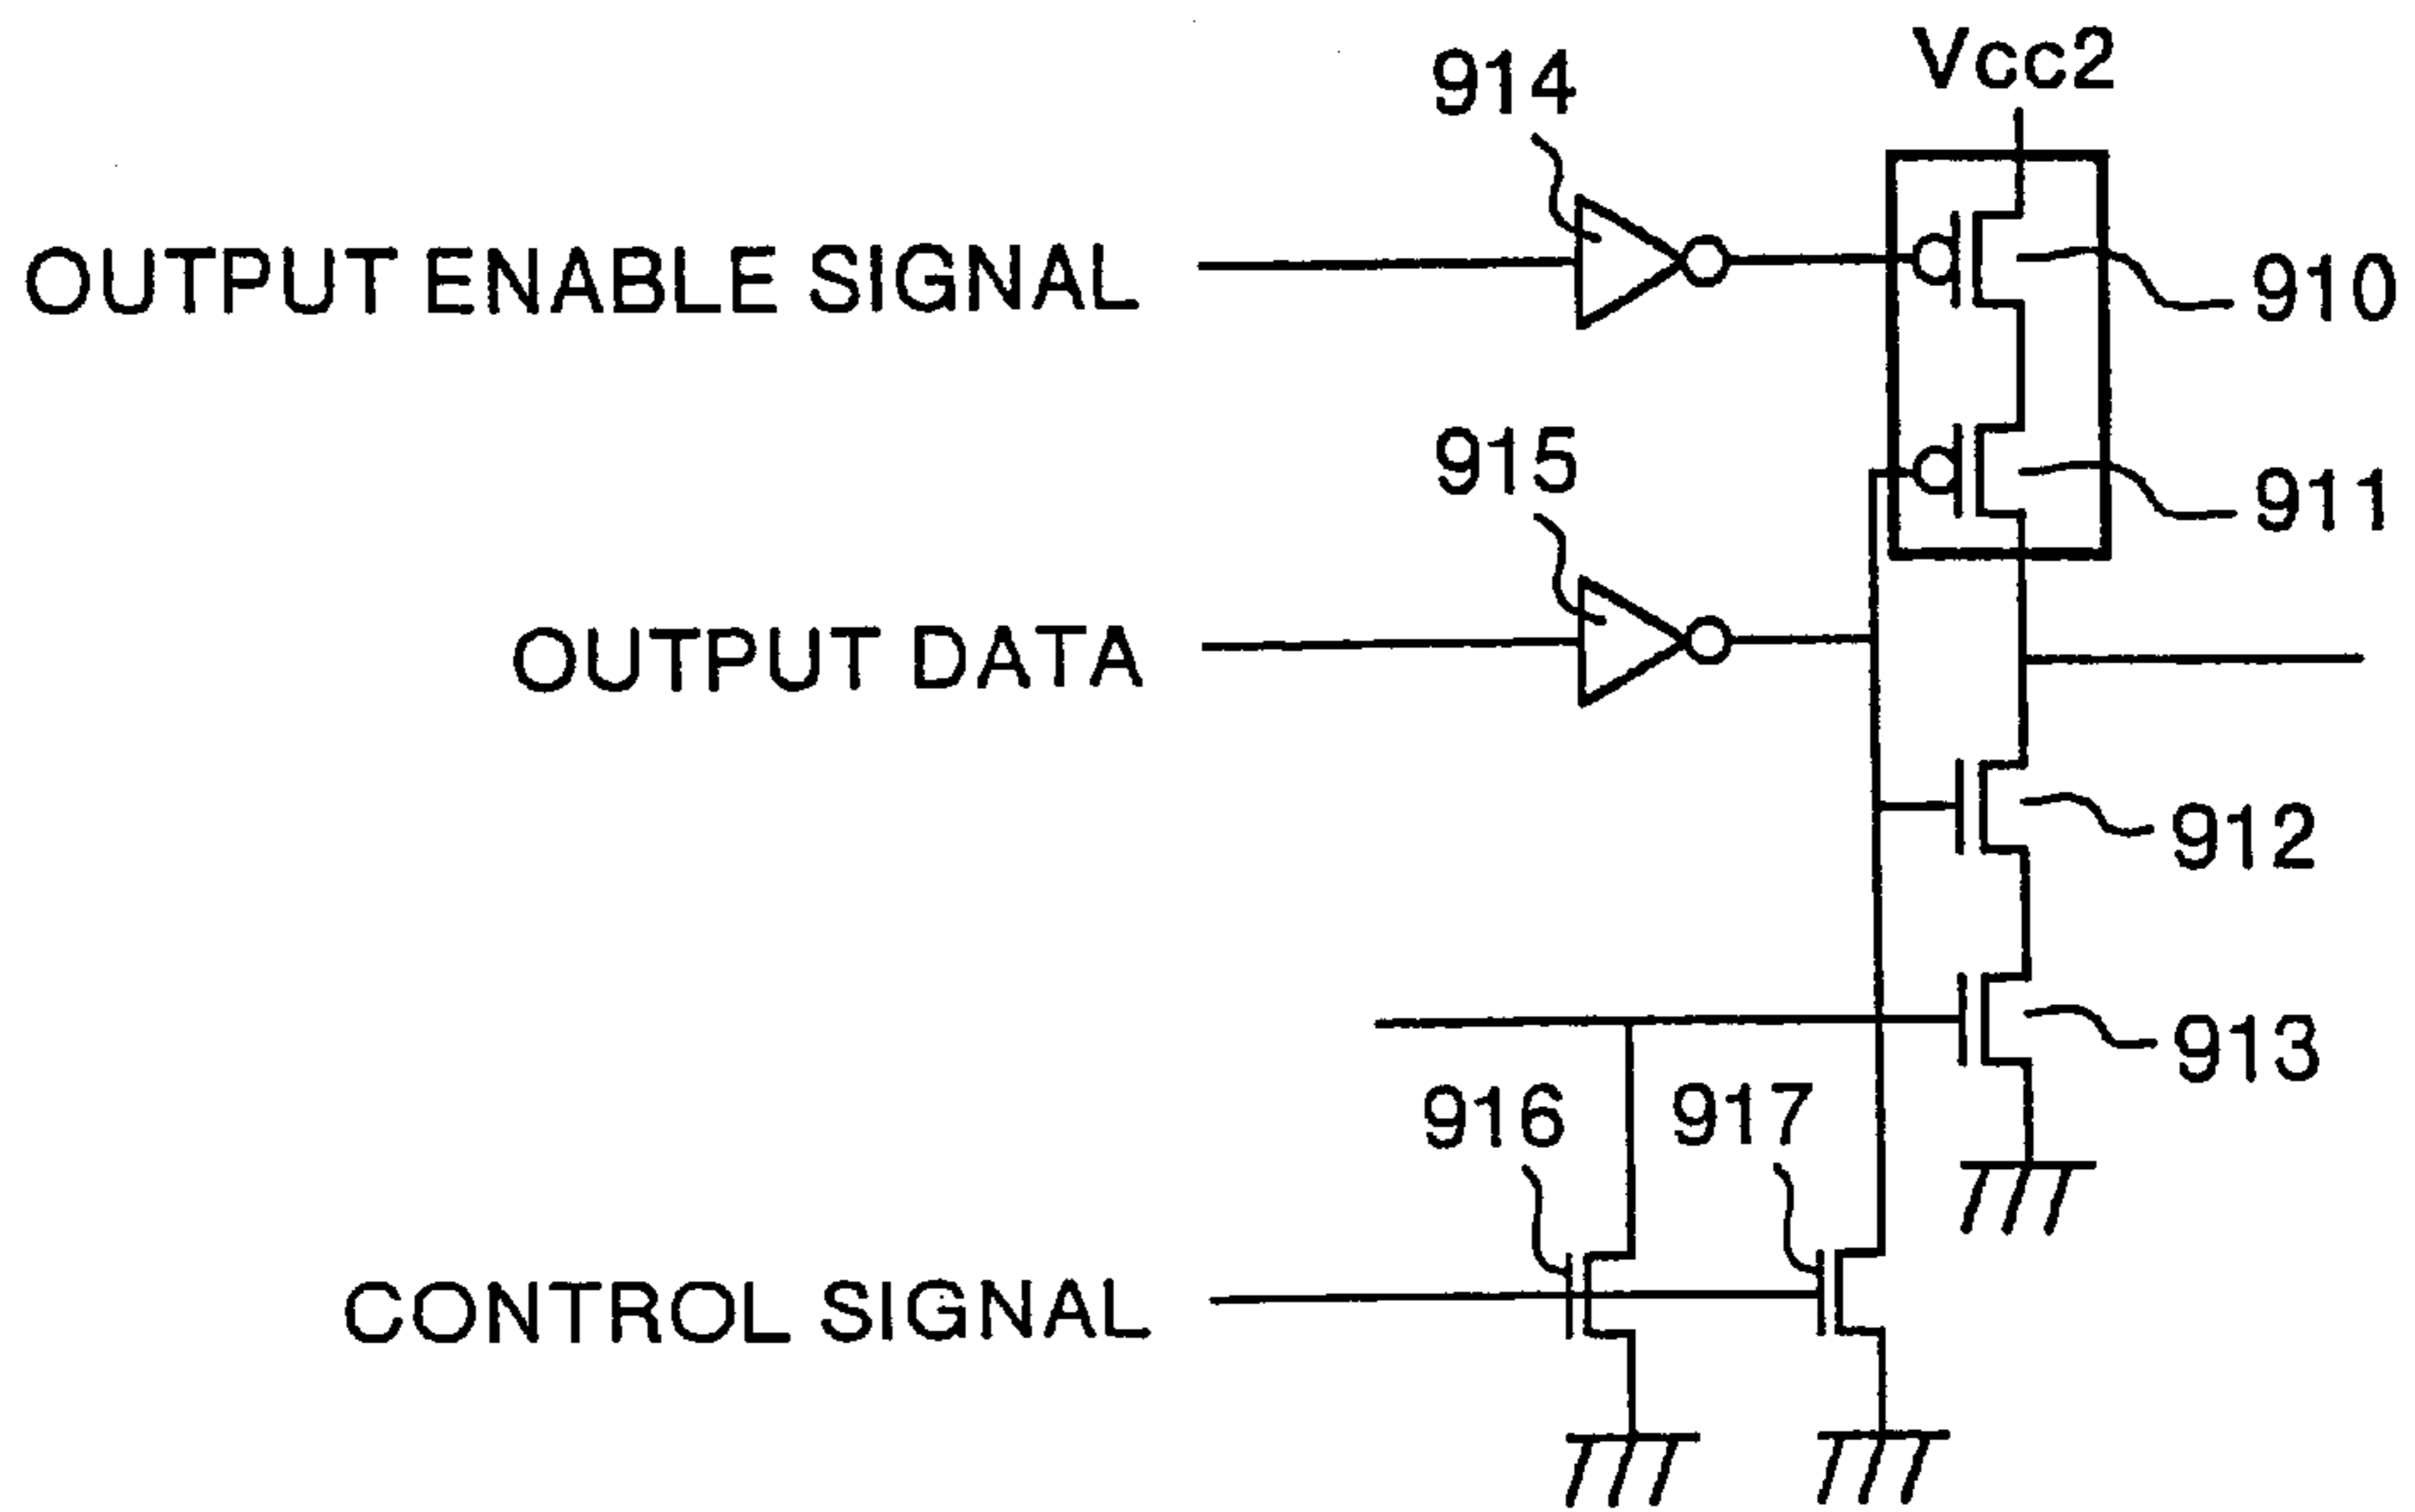 Vcc2
914
OUTPUT ENABLE SIGNAL
910
915
911
OUTPUT DATA
912
913
916
917
CONTROL SIGNAL